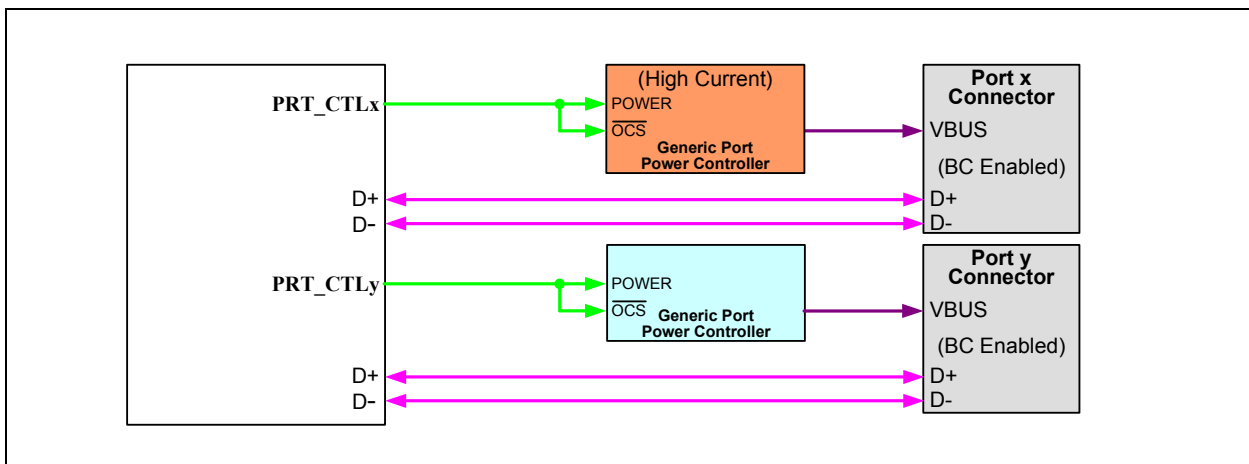 PRT_CTLx
D+
D-
PRT_CTLy
D+
D-
(High Current)
POWER
OCS
Generic Port
Power Controller
POWER
OCS
Generic Port
Power Controller
Port x
Connector
VBUS
(BC Enabled)
D+
D-
Port y
Connector
VBUS
(BC Enabled)
D+
D-